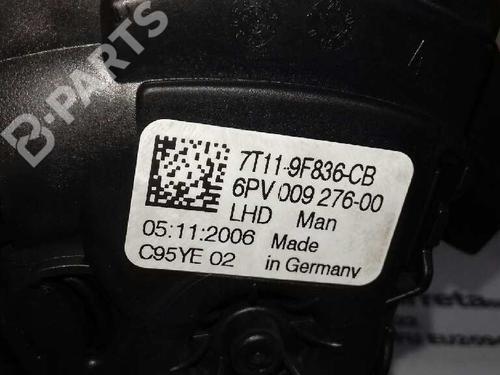 B-PARTS
7T11-9F836-CB
6PV 009 276-00
LHD Man
05:11:2006 Made
C95YE 02 in Germany